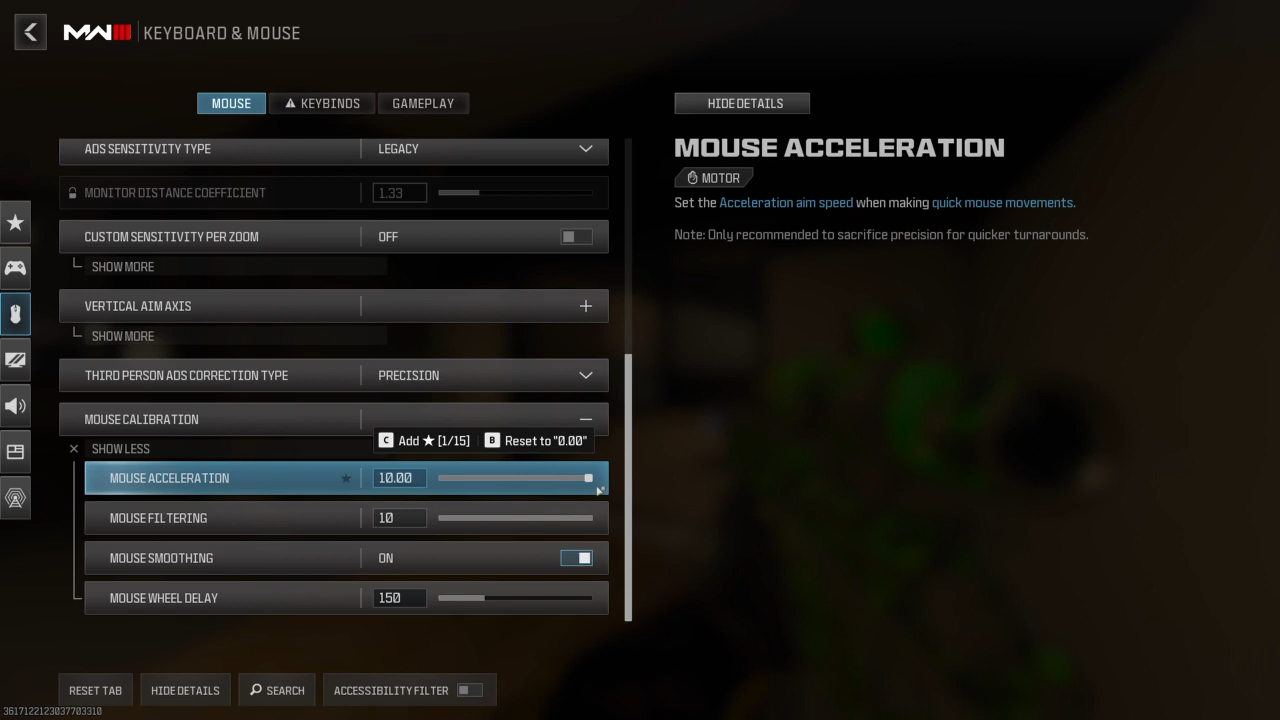 MWIII KEYBOARD & MOUSE
MOUSE KEYBINDS GAMEPLAY
HIDE DETAILS
ADS SENSITIVITY TYPE LEGACY
MONITOR DISTANCE COEFFICIENT 1.33
CUSTOM SENSITIVITY PER ZOOM OFF
SHOW MORE
VERTICAL AIM AXIS
SHOW MORE
THIRD PERSON ADS CORRECTION TYPE PRECISION
MOUSE CALIBRATION
C Add ★ [1/15] B Reset to "0.00"
SHOW LESS
MOUSE ACCELERATION 10.00
MOUSE FILTERING 10
MOUSE SMOOTHING ON
MOUSE WHEEL DELAY 150
MOUSE ACCELERATION
MOTOR
Set the Acceleration aim speed when making quick mouse movements.
Note: Only recommended to sacrifice precision for quicker turnarounds.
RESET TAB HIDE DETAILS SEARCH ACCESSIBILITY FILTER
3617122123037703310